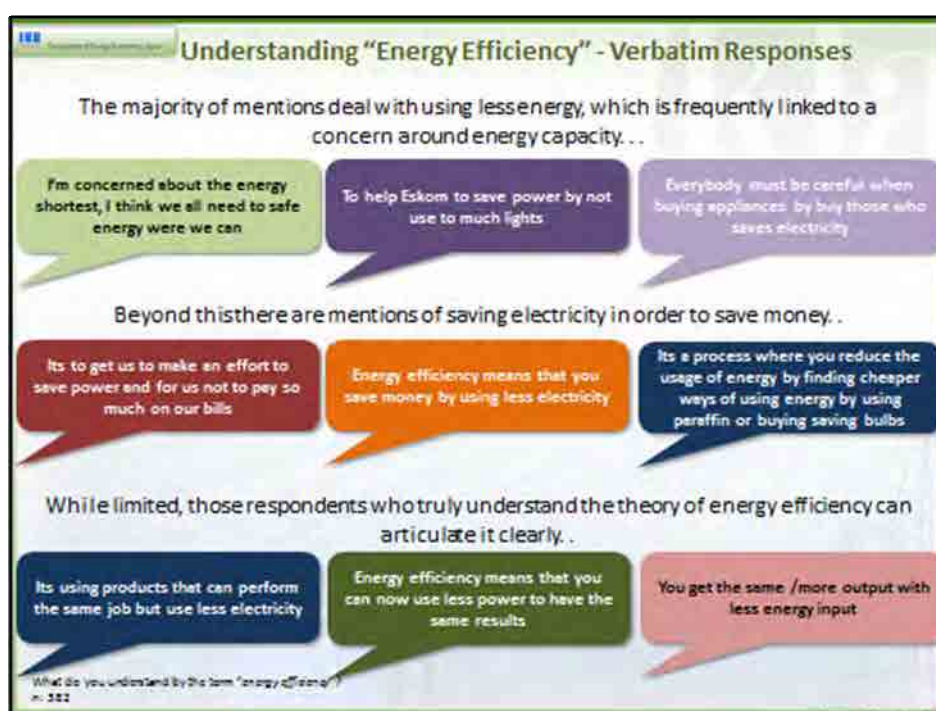 Understanding “Energy Efficiency” - Verbatim Responses
The majority of mentions deal with using lessenergy, which is frequently linked to a
concern around energy capacity. . .
I'm concerned about the energy
shortest, I think we all need to safe
energy were we can
To help Eskom to save power by not
use to much lights
Everybody must be careful when
buying appliances by buy those who
saves electricity
Beyond thisthere are mentions of saving electricity in order to save money. .
Its to get us to make an effort to
save power and for us not to pay so
much on our bills
Energy efficiency means that you
save money by using less electricity
Its a process where you reduce the
usage of energy by finding cheaper
ways of using energy by using
peraffin or buying saving bulbs
While limited, those respondents who truly understand the theory of energy efficiency can
articulate it clearly. .
Its using products that can perform
the same job but use less electricity
Energy efficiency means that you
can now use less power to have the
same results
You get the same /more output with
less energy input
What do you understand by the term "energy efficiency"?
n: 382